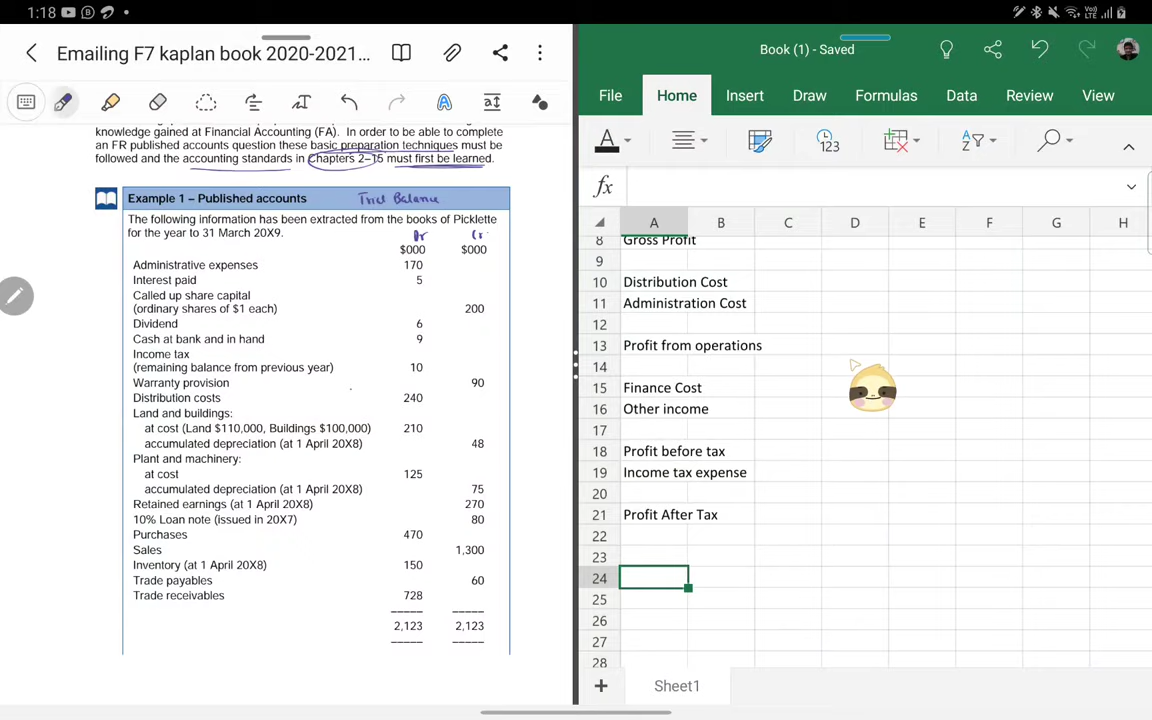 1:18
Emailing F7 kaplan book 2020-2021...
knowledge gained at Financial Accounting (FA). In order to be able to complete
an FR published accounts question these basic preparation techniques must be
followed and the accounting standards in Chapters 2–15 must first be learned.
Example 1 – Published accounts Trial Balance
The following information has been extracted from the books of Picklette
for the year to 31 March 20X9.
Dr Cr
$000 $000
Administrative expenses 170
Interest paid 5
Called up share capital
(ordinary shares of $1 each) 200
Dividend 6
Cash at bank and in hand 9
Income tax
(remaining balance from previous year) 10
Warranty provision 90
Distribution costs 240
Land and buildings:
at cost (Land $110,000, Buildings $100,000) 210
accumulated depreciation (at 1 April 20X8) 48
Plant and machinery:
at cost 125
accumulated depreciation (at 1 April 20X8) 75
Retained earnings (at 1 April 20X8) 270
10% Loan note (issued in 20X7) 80
Purchases 470
Sales 1,300
Inventory (at 1 April 20X8) 150
Trade payables 60
Trade receivables 728
2,123 2,123
Book (1) - Saved
File Home Insert Draw Formulas Data Review View
A 123
fx
A B C D E F G H
8 Gross Profit
9
10 Distribution Cost
11 Administration Cost
12
13 Profit from operations
14
15 Finance Cost
16 Other income
17
18 Profit before tax
19 Income tax expense
20
21 Profit After Tax
22
23
24
25
26
27
28
+ Sheet1